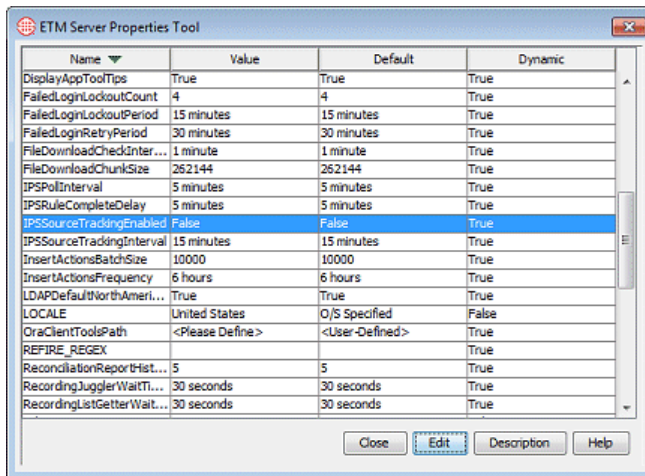 ETM Server Properties Tool
Name Value Default Dynamic
DisplayAppToolTips True True True
FailedLoginLockoutCount 4 4 True
FailedLoginLockoutPeriod 15 minutes 15 minutes True
FailedLoginRetryPeriod 30 minutes 30 minutes True
FileDownloadCheckInter... 1 minute 1 minute True
FileDownloadChunkSize 262144 262144 True
IPSPollInterval 5 minutes 5 minutes True
IPSRuleCompleteDelay 5 minutes 5 minutes True
IPSSourceTrackingEnabled False False True
IPSSourceTrackingInterval 15 minutes 15 minutes True
InsertActionsBatchSize 10000 10000 True
InsertActionsFrequency 6 hours 6 hours True
LDAPDefaultNorthAmeri... True True True
LOCALE United States O/S Specified False
OraClientToolsPath <Please Define> <User-Defined> True
REFIRE_REGEX True
ReconciliationReportHist... 5 5 True
RecordingJugglerWaitTi... 30 seconds 30 seconds True
RecordingListGetterWait... 30 seconds 30 seconds True
Close Edit Description Help